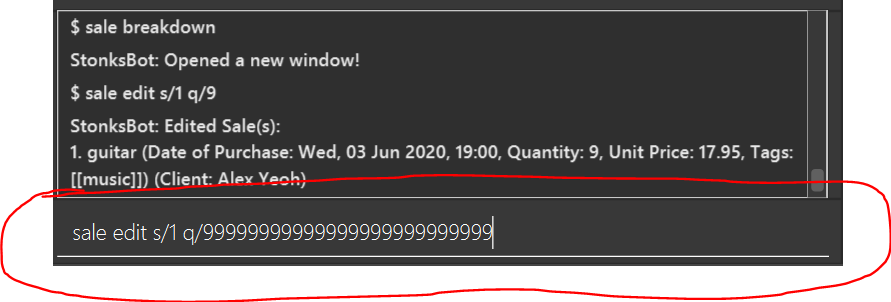 $ sale breakdown
StonksBot: Opened a new window!
$ sale edit s/1 q/9
StonksBot: Edited Sale(s):
1. guitar (Date of Purchase: Wed, 03 Jun 2020, 19:00, Quantity: 9, Unit Price: 17.95, Tags:
[[music]]) (Client: Alex Yeoh)
sale edit s/1 q/99999999999999999999999999